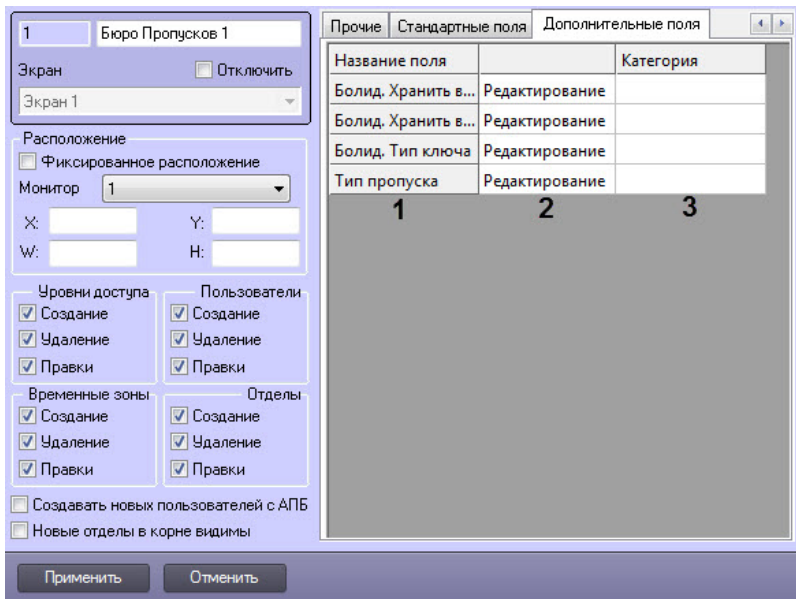 1 Бюро Пропусков 1
Экран Отключить
Экран 1
Расположение
Фиксированное расположение
Монитор 1
X: Y:
W: H:
Уровни доступа Пользователи
Создание Создание
Удаление Удаление
Правки Правки
Временные зоны Отделы
Создание Создание
Удаление Удаление
Правки Правки
Создавать новых пользователей с АПБ
Новые отделы в корне видимы
Прочие Стандартные поля Дополнительные поля
Название поля Категория
Болид. Хранить в... Редактирование
Болид. Хранить в... Редактирование
Болид. Тип ключа Редактирование
Тип пропуска Редактирование
1 2 3
Применить Отменить